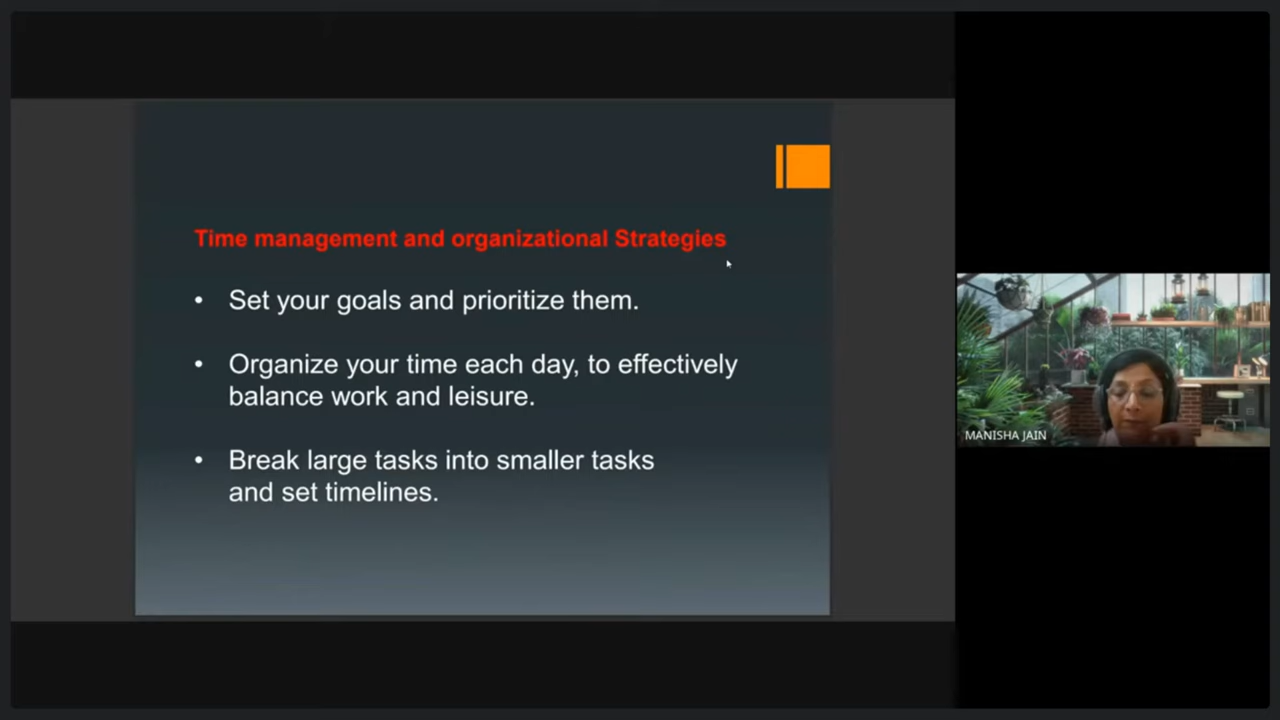 Time management and organizational Strategies
• Set your goals and prioritize them.
• Organize your time each day, to effectively
balance work and leisure.
• Break large tasks into smaller tasks
and set timelines.
MANISHA JAIN